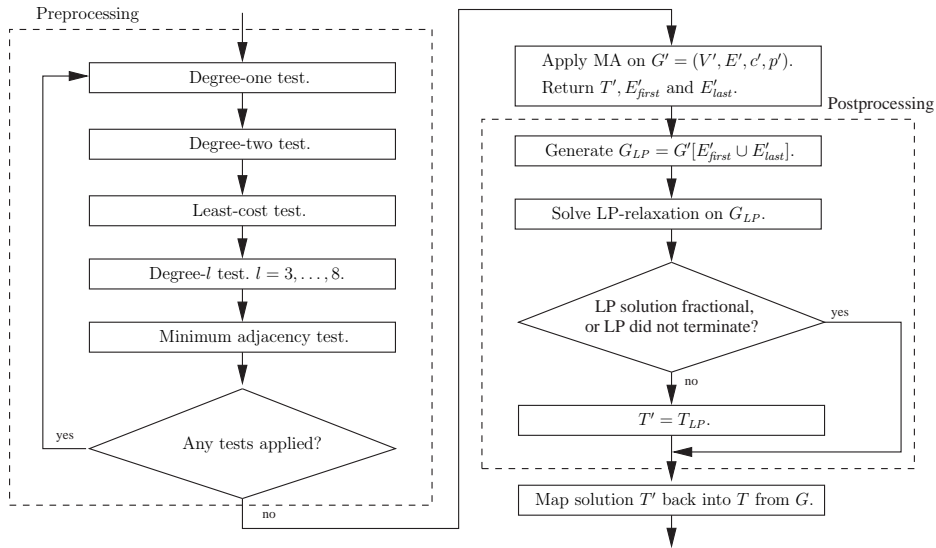 Preprocessing
Degree-one test.
Degree-two test.
Least-cost test.
Degree-l test. l = 3, . . . , 8.
Minimum adjacency test.
Any tests applied?
yes
no
Apply MA on G′ = (V′, E′, c′, p′).
Return T′, E′first and E′last.
Postprocessing
Generate GLP = G′[E′first ∪ E′last].
Solve LP-relaxation on GLP.
LP solution fractional,
or LP did not terminate?
yes
no
T′ = TLP.
Map solution T′ back into T from G.